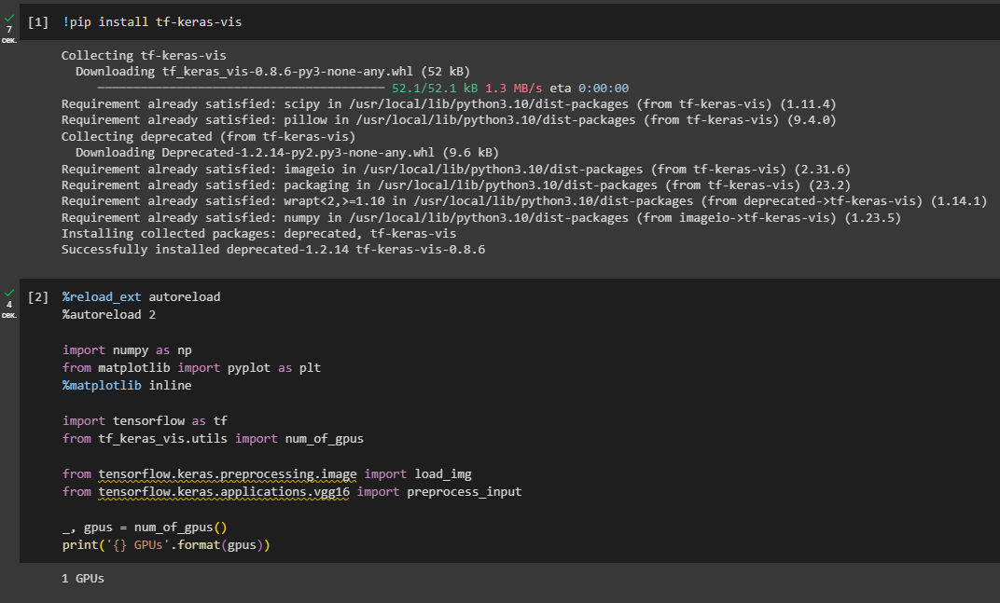 7
сек.
[1] !pip install tf-keras-vis
Collecting tf-keras-vis
  Downloading tf_keras_vis-0.8.6-py3-none-any.whl (52 kB)
     ━━━━━━━━━━━━━━━━━━━━━━━━━━━━━━━━━━━━━━━━ 52.1/52.1 kB 1.3 MB/s eta 0:00:00
Requirement already satisfied: scipy in /usr/local/lib/python3.10/dist-packages (from tf-keras-vis) (1.11.4)
Requirement already satisfied: pillow in /usr/local/lib/python3.10/dist-packages (from tf-keras-vis) (9.4.0)
Collecting deprecated (from tf-keras-vis)
  Downloading Deprecated-1.2.14-py2.py3-none-any.whl (9.6 kB)
Requirement already satisfied: imageio in /usr/local/lib/python3.10/dist-packages (from tf-keras-vis) (2.31.6)
Requirement already satisfied: packaging in /usr/local/lib/python3.10/dist-packages (from tf-keras-vis) (23.2)
Requirement already satisfied: wrapt<2,>=1.10 in /usr/local/lib/python3.10/dist-packages (from deprecated->tf-keras-vis) (1.14.1)
Requirement already satisfied: numpy in /usr/local/lib/python3.10/dist-packages (from imageio->tf-keras-vis) (1.23.5)
Installing collected packages: deprecated, tf-keras-vis
Successfully installed deprecated-1.2.14 tf-keras-vis-0.8.6
4
сек.
[2] %reload_ext autoreload
%autoreload 2
import numpy as np
from matplotlib import pyplot as plt
%matplotlib inline
import tensorflow as tf
from tf_keras_vis.utils import num_of_gpus
from tensorflow.keras.preprocessing.image import load_img
from tensorflow.keras.applications.vgg16 import preprocess_input
_, gpus = num_of_gpus()
print('{} GPUs'.format(gpus))
1 GPUs